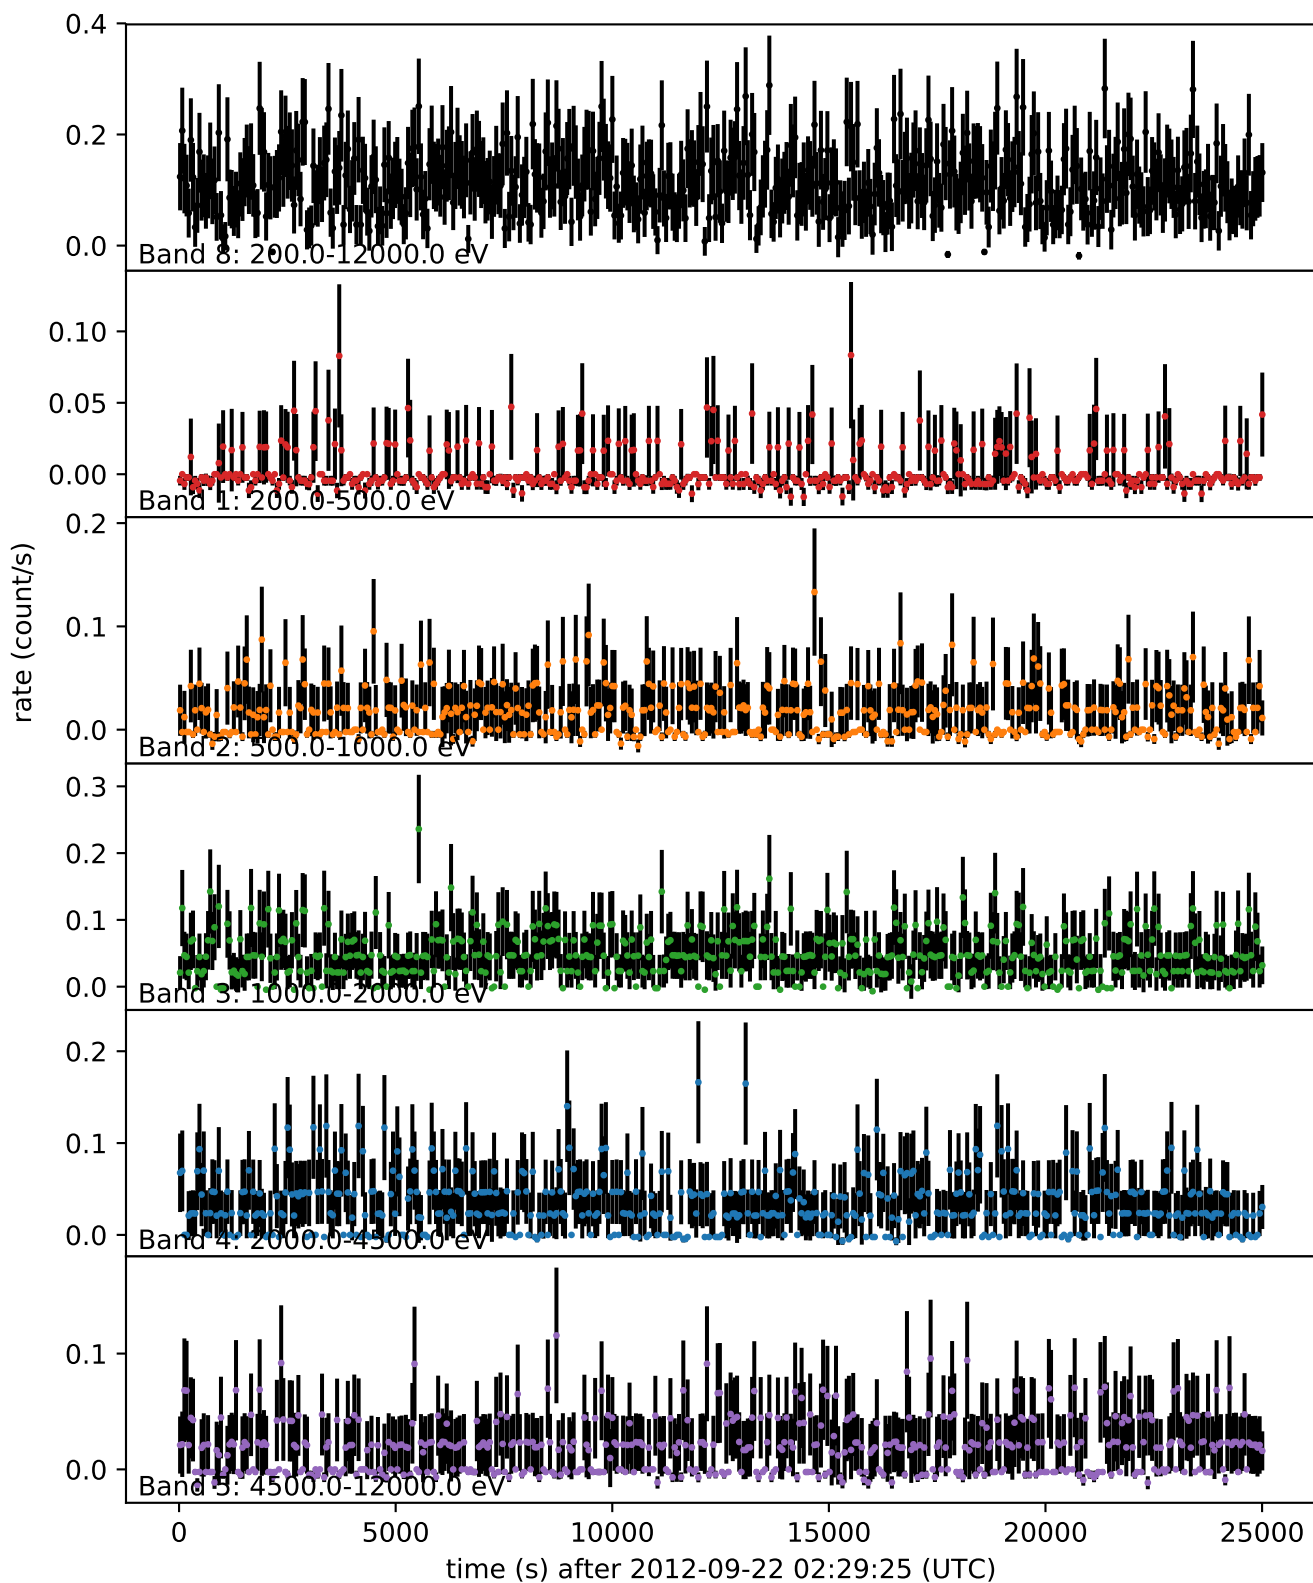 0.4
0.2
0.0
Band 8: 200.0-12000.0 eV
0.10
0.05
0.00
Band 1: 200.0-500.0 eV
0.2
0.1
0.0
Band 2: 500.0-1000.0 eV
rate (count/s)
0.3
0.2
0.1
0.0
Band 3: 1000.0-2000.0 eV
0.2
0.1
0.0
Band 4: 2000.0-4500.0 eV
0.1
0.0
Band 5: 4500.0-12000.0 eV
0 5000 10000 15000 20000 25000
time (s) after 2012-09-22 02:29:25 (UTC)